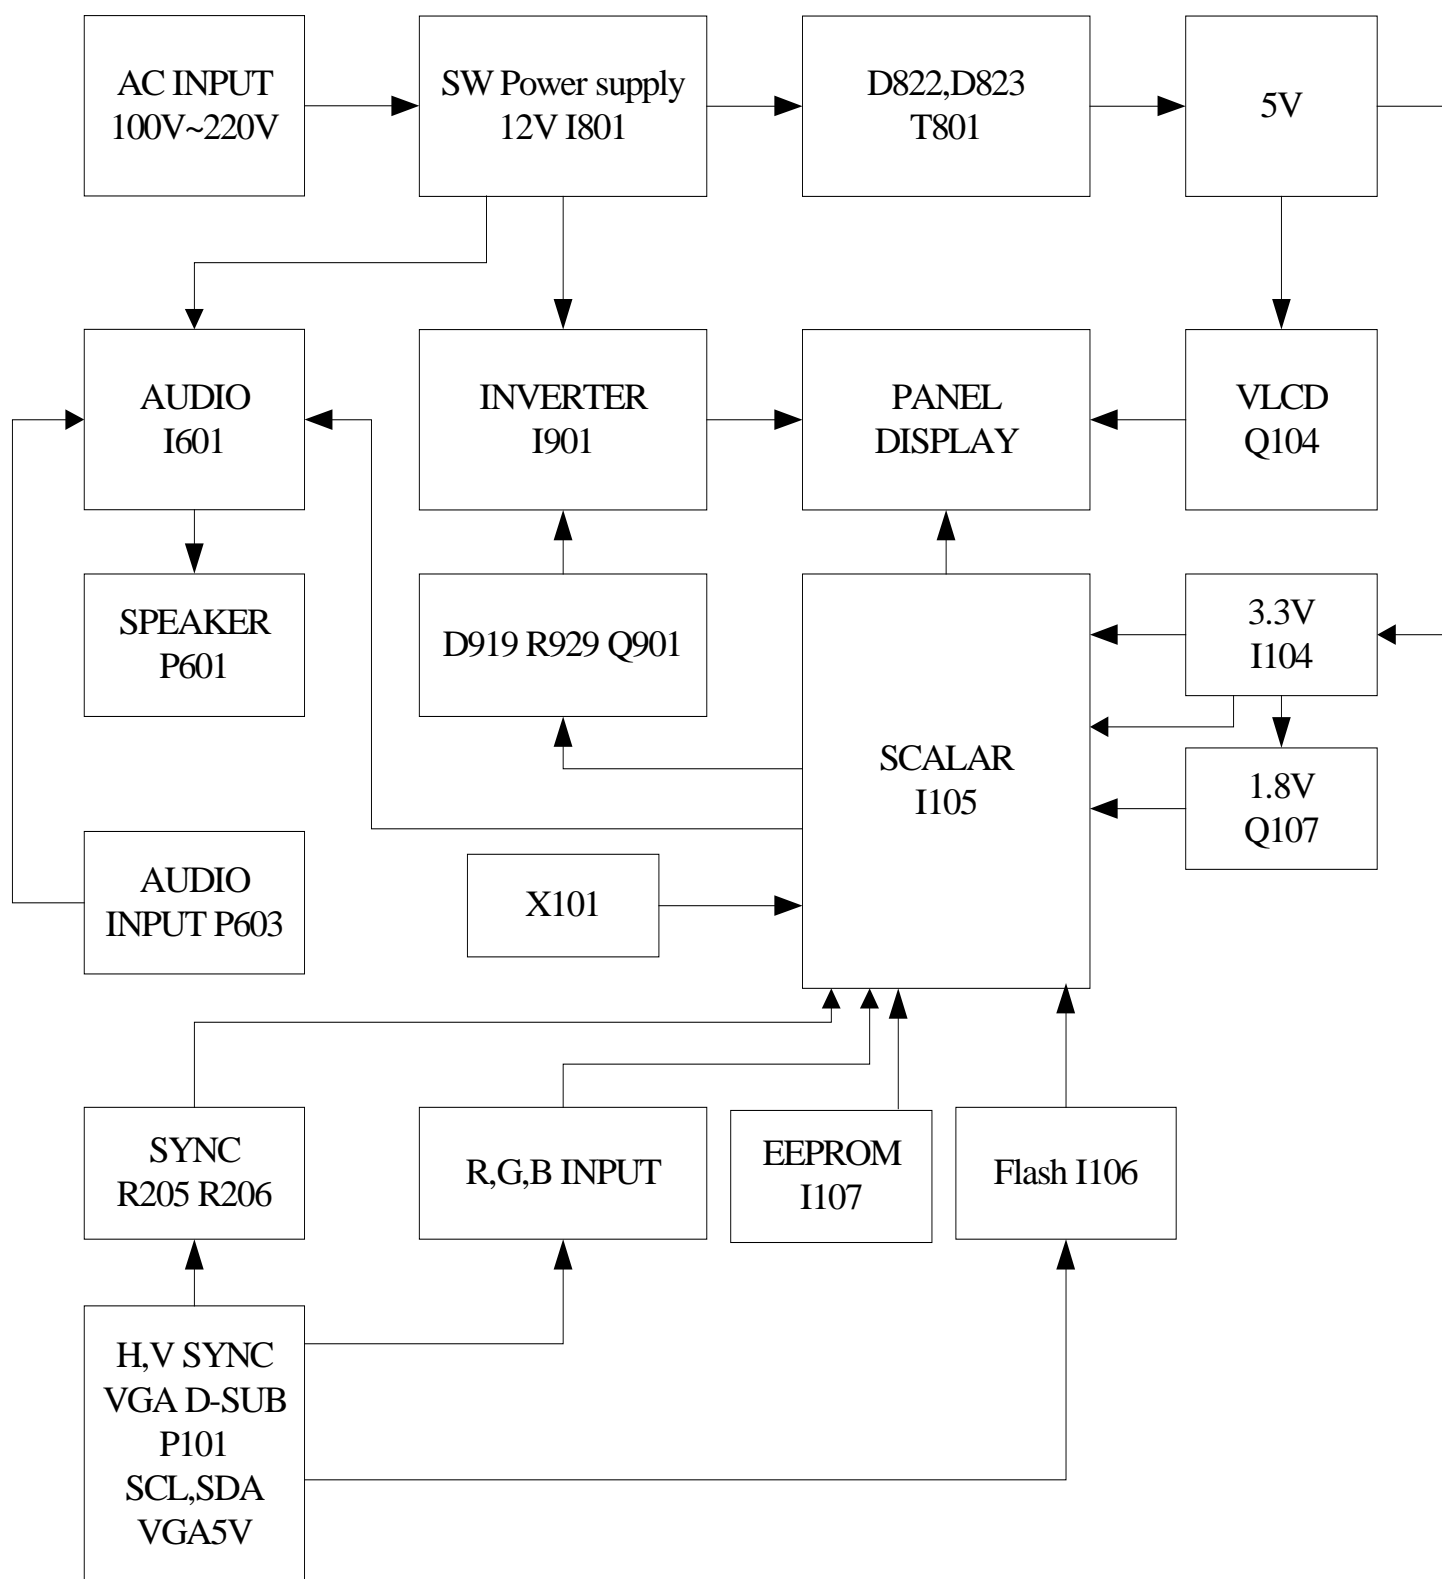 AC INPUT
100V~220V
SW Power supply
12V I801
D822,D823
T801
5V
AUDIO
I601
INVERTER
I901
PANEL
DISPLAY
VLCD
Q104
SPEAKER
P601
D919 R929 Q901
SCALAR
I105
3.3V
I104
1.8V
Q107
AUDIO
INPUT P603
X101
SYNC
R205 R206
R,G,B INPUT
EEPROM
I107
Flash I106
H,V SYNC
VGA D-SUB
P101
SCL,SDA
VGA5V